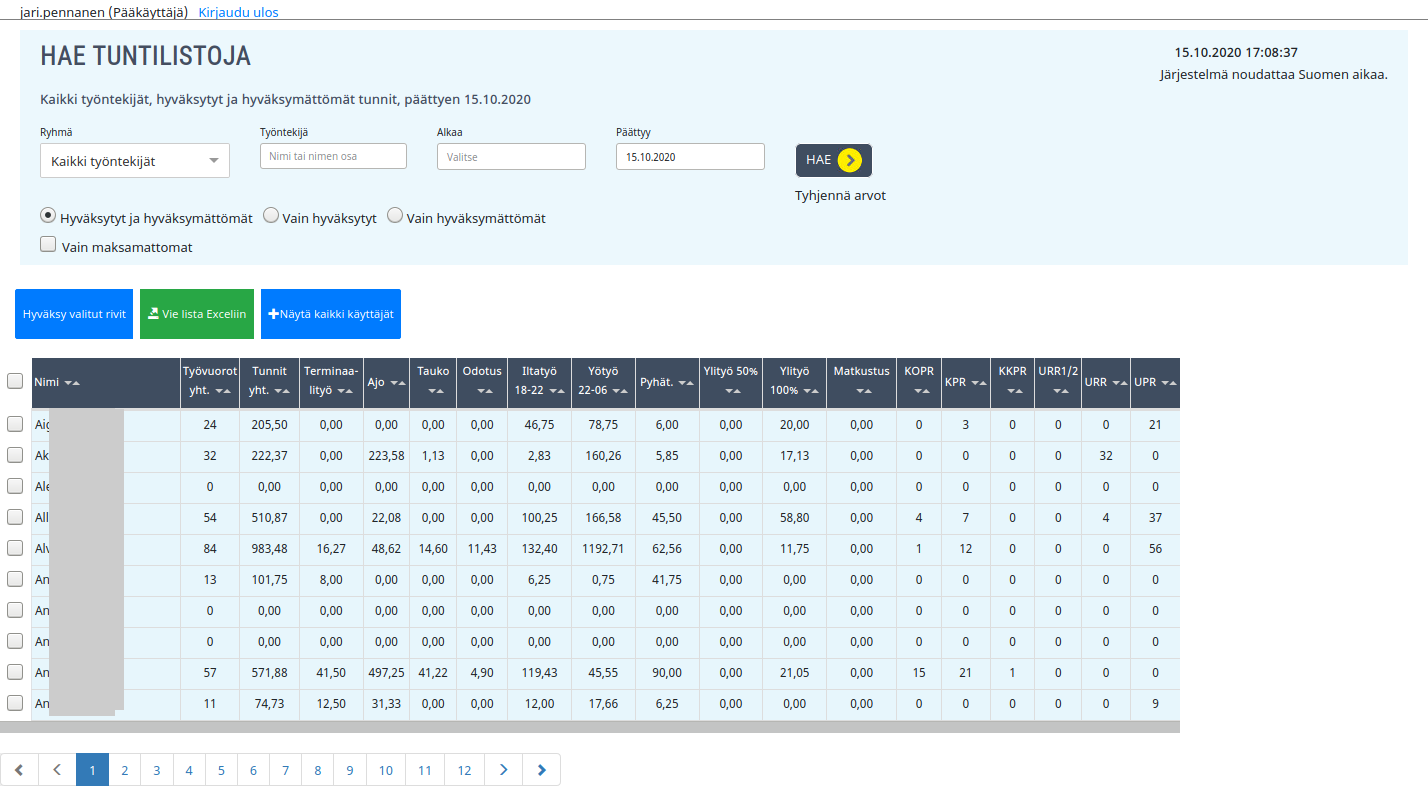 jari.pennanen (Pääkäyttäjä) Kirjaudu ulos
HAE TUNTILISTOJA
15.10.2020 17:08:37
Järjestelmä noudattaa Suomen aikaa.
Kaikki työntekijät, hyväksytyt ja hyväksymättömät tunnit, päättyen 15.10.2020
Ryhmä Työntekijä Alkaa Päättyy
Kaikki työntekijät Nimi tai nimen osa Valitse 15.10.2020 HAE
Tyhjennä arvot
Hyväksytyt ja hyväksymättömät Vain hyväksytyt Vain hyväksymättömät
Vain maksamattomat
Hyväksy valitut rivit Vie lista Exceliin Näytä kaikki käyttäjät
Nimi Työvuorot yht. Tunnit yht. Terminaa-lityö Ajo Tauko Odotus Iltatyö 18-22 Yötyö 22-06 Pyhät. Ylityö 50% Ylityö 100% Matkustus KOPR KPR KKPR URR1/2 URR UPR
Aig 24 205,50 0,00 0,00 0,00 0,00 46,75 78,75 6,00 0,00 20,00 0,00 0 3 0 0 0 21
Ak 32 222,37 0,00 223,58 1,13 0,00 2,83 160,26 5,85 0,00 17,13 0,00 0 0 0 0 32 0
Ale 0 0,00 0,00 0,00 0,00 0,00 0,00 0,00 0,00 0,00 0,00 0,00 0 0 0 0 0 0
All 54 510,87 0,00 22,08 0,00 0,00 100,25 166,58 45,50 0,00 58,80 0,00 4 7 0 0 4 37
Alv 84 983,48 16,27 48,62 14,60 11,43 132,40 1192,71 62,56 0,00 11,75 0,00 1 12 0 0 0 56
An 13 101,75 8,00 0,00 0,00 0,00 6,25 0,75 41,75 0,00 0,00 0,00 0 0 0 0 0 0
An 0 0,00 0,00 0,00 0,00 0,00 0,00 0,00 0,00 0,00 0,00 0,00 0 0 0 0 0 0
An 0 0,00 0,00 0,00 0,00 0,00 0,00 0,00 0,00 0,00 0,00 0,00 0 0 0 0 0 0
An 57 571,88 41,50 497,25 41,22 4,90 119,43 45,55 90,00 0,00 21,05 0,00 15 21 1 0 0 0
An 11 74,73 12,50 31,33 0,00 0,00 12,00 17,66 6,25 0,00 0,00 0,00 0 0 0 0 0 9
1 2 3 4 5 6 7 8 9 10 11 12